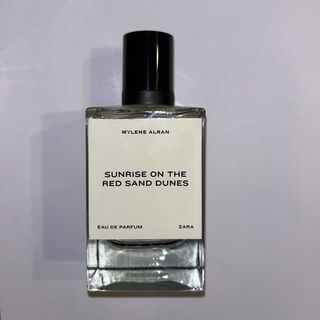 MYLENE ALRAN
SUNRISE ON THE
RED SAND DUNES
EAU DE PARFUM ZARA